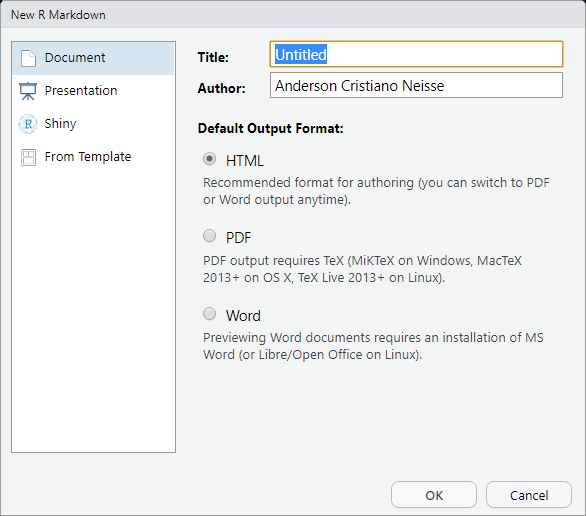 New R Markdown
Document
Presentation
R Shiny
From Template
Title: Untitled
Author: Anderson Cristiano Neisse
Default Output Format:
HTML
Recommended format for authoring (you can switch to PDF
or Word output anytime).
PDF
PDF output requires TeX (MiKTeX on Windows, MacTeX
2013+ on OS X, TeX Live 2013+ on Linux).
Word
Previewing Word documents requires an installation of MS
Word (or Libre/Open Office on Linux).
OK Cancel